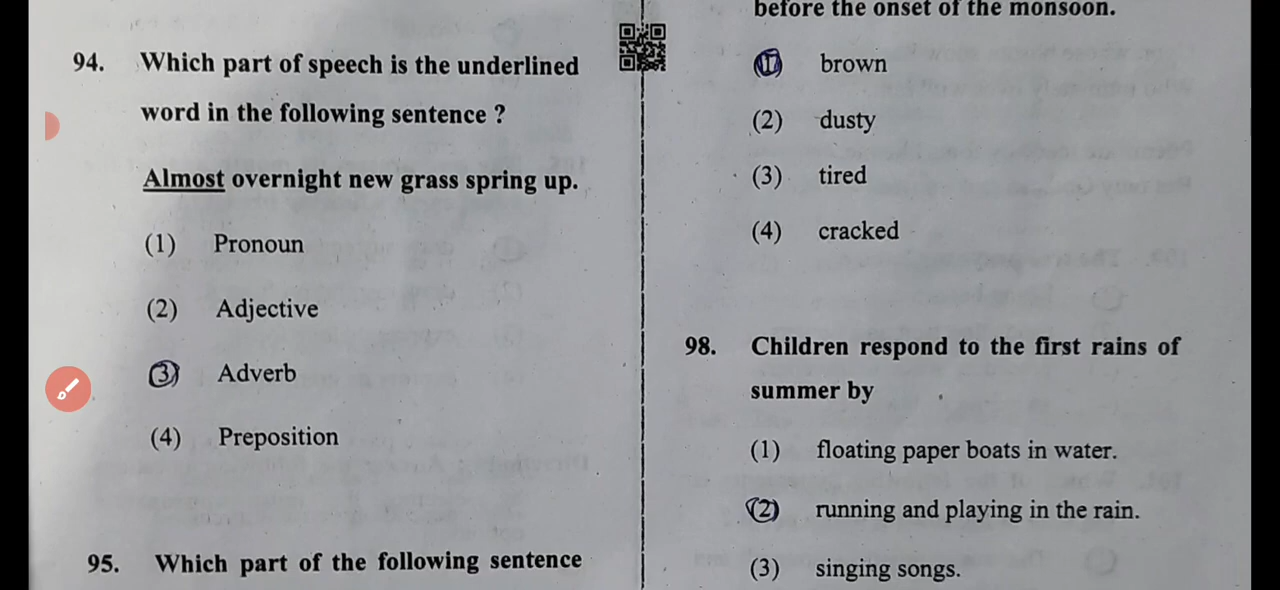 94. Which part of speech is the underlined
word in the following sentence ?
Almost overnight new grass spring up.
(1) Pronoun
(2) Adjective
(3) Adverb
(4) Preposition
95. Which part of the following sentence
before the onset of the monsoon.
(1) brown
(2) dusty
(3) tired
(4) cracked
98. Children respond to the first rains of
summer by
(1) floating paper boats in water.
(2) running and playing in the rain.
(3) singing songs.